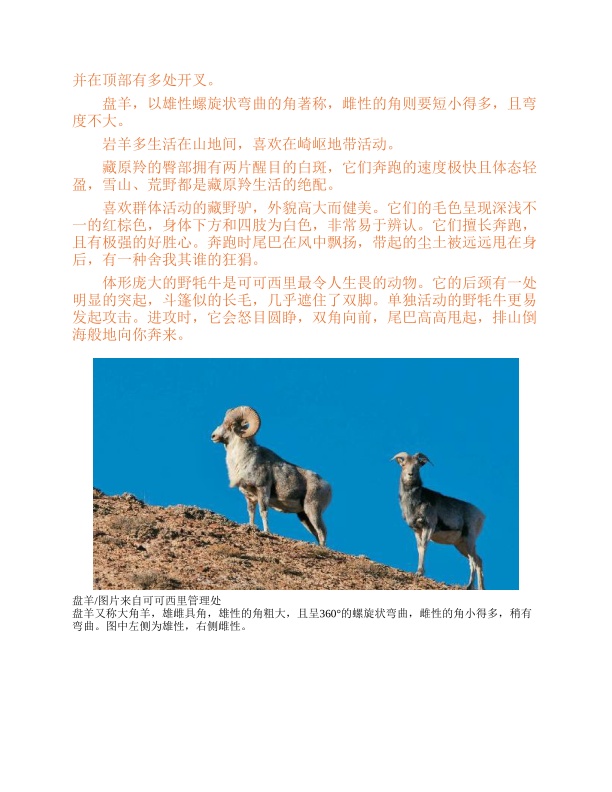 并在顶部有多处开叉。
盘羊，以雄性螺旋状弯曲的角著称，雌性的角则要短小得多，且弯
度不大。
岩羊多生活在山地间，喜欢在崎岖地带活动。
藏原羚的臀部拥有两片醒目的白斑，它们奔跑的速度极快且体态轻
盈，雪山、荒野都是藏原羚生活的绝配。
喜欢群体活动的藏野驴，外貌高大而健美。它们的毛色呈现深浅不
一的红棕色，身体下方和四肢为白色，非常易于辨认。它们擅长奔跑，
且有极强的好胜心。奔跑时尾巴在风中飘扬，带起的尘土被远远甩在身
后，有一种舍我其谁的狂狷。
体形庞大的野牦牛是可可西里最令人生畏的动物。它的后颈有一处
明显的突起，斗篷似的长毛，几乎遮住了双脚。单独活动的野牦牛更易
发起攻击。进攻时，它会怒目圆睁，双角向前，尾巴高高甩起，排山倒
海般地向你奔来。
盘羊/图片来自可可西里管理处
盘羊又称大角羊，雄雌具角，雄性的角粗大，且呈360°的螺旋状弯曲，雌性的角小得多，稍有
弯曲。图中左侧为雄性，右侧雌性。